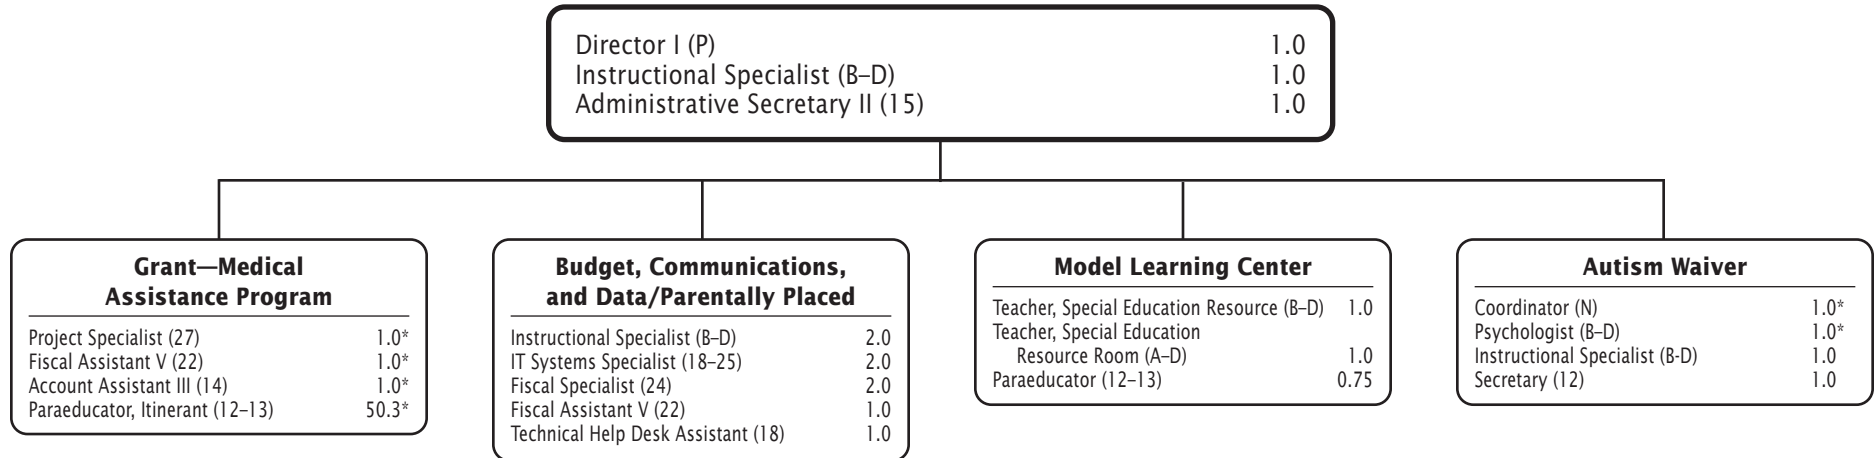 Director I (P) 1.0
Instructional Specialist (B–D) 1.0
Administrative Secretary II (15) 1.0
Grant—Medical
Assistance Program
Project Specialist (27) 1.0*
Fiscal Assistant V (22) 1.0*
Account Assistant III (14) 1.0*
Paraeducator, Itinerant (12–13) 50.3*
Budget, Communications,
and Data/Parentally Placed
Instructional Specialist (B–D) 2.0
IT Systems Specialist (18–25) 2.0
Fiscal Specialist (24) 2.0
Fiscal Assistant V (22) 1.0
Technical Help Desk Assistant (18) 1.0
Model Learning Center
Teacher, Special Education Resource (B–D) 1.0
Teacher, Special Education
Resource Room (A–D) 1.0
Paraeducator (12–13) 0.75
Autism Waiver
Coordinator (N) 1.0*
Psychologist (B–D) 1.0*
Instructional Specialist (B-D) 1.0
Secretary (12) 1.0